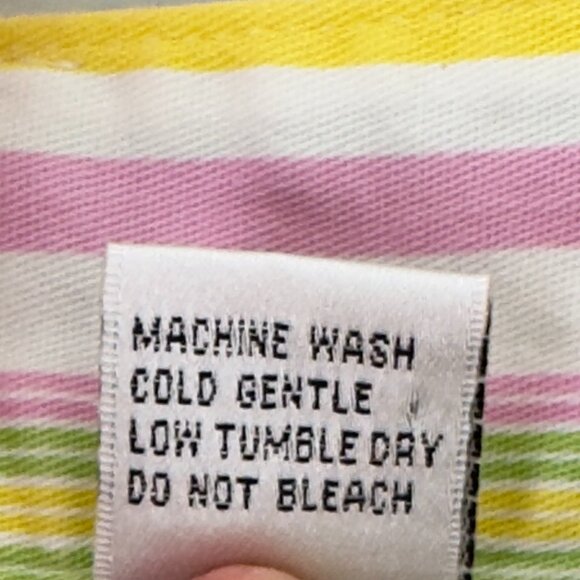 MACHINE WASH
COLD GENTLE
LOW TUMBLE DRY
DO NOT BLEACH